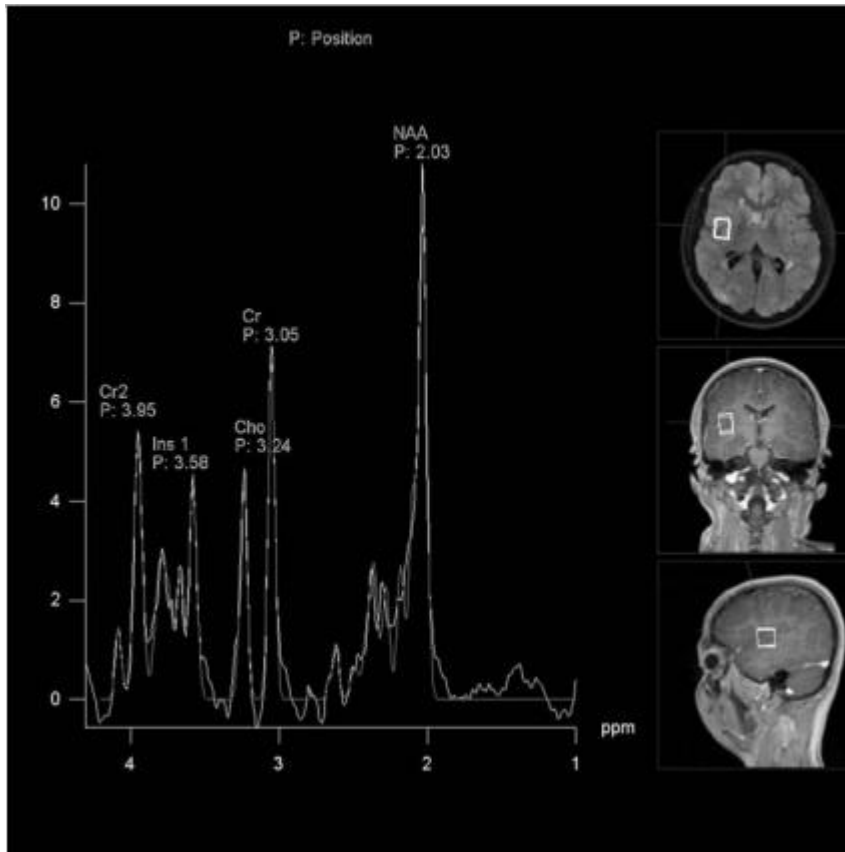 P: Position
NAA
P: 2.03
10
8
Cr
P: 3.05
6
Cr2
P: 3.95
Ins 1
P: 3.58
Cho
P: 3.24
4
2
0
ppm
4
3
2
1